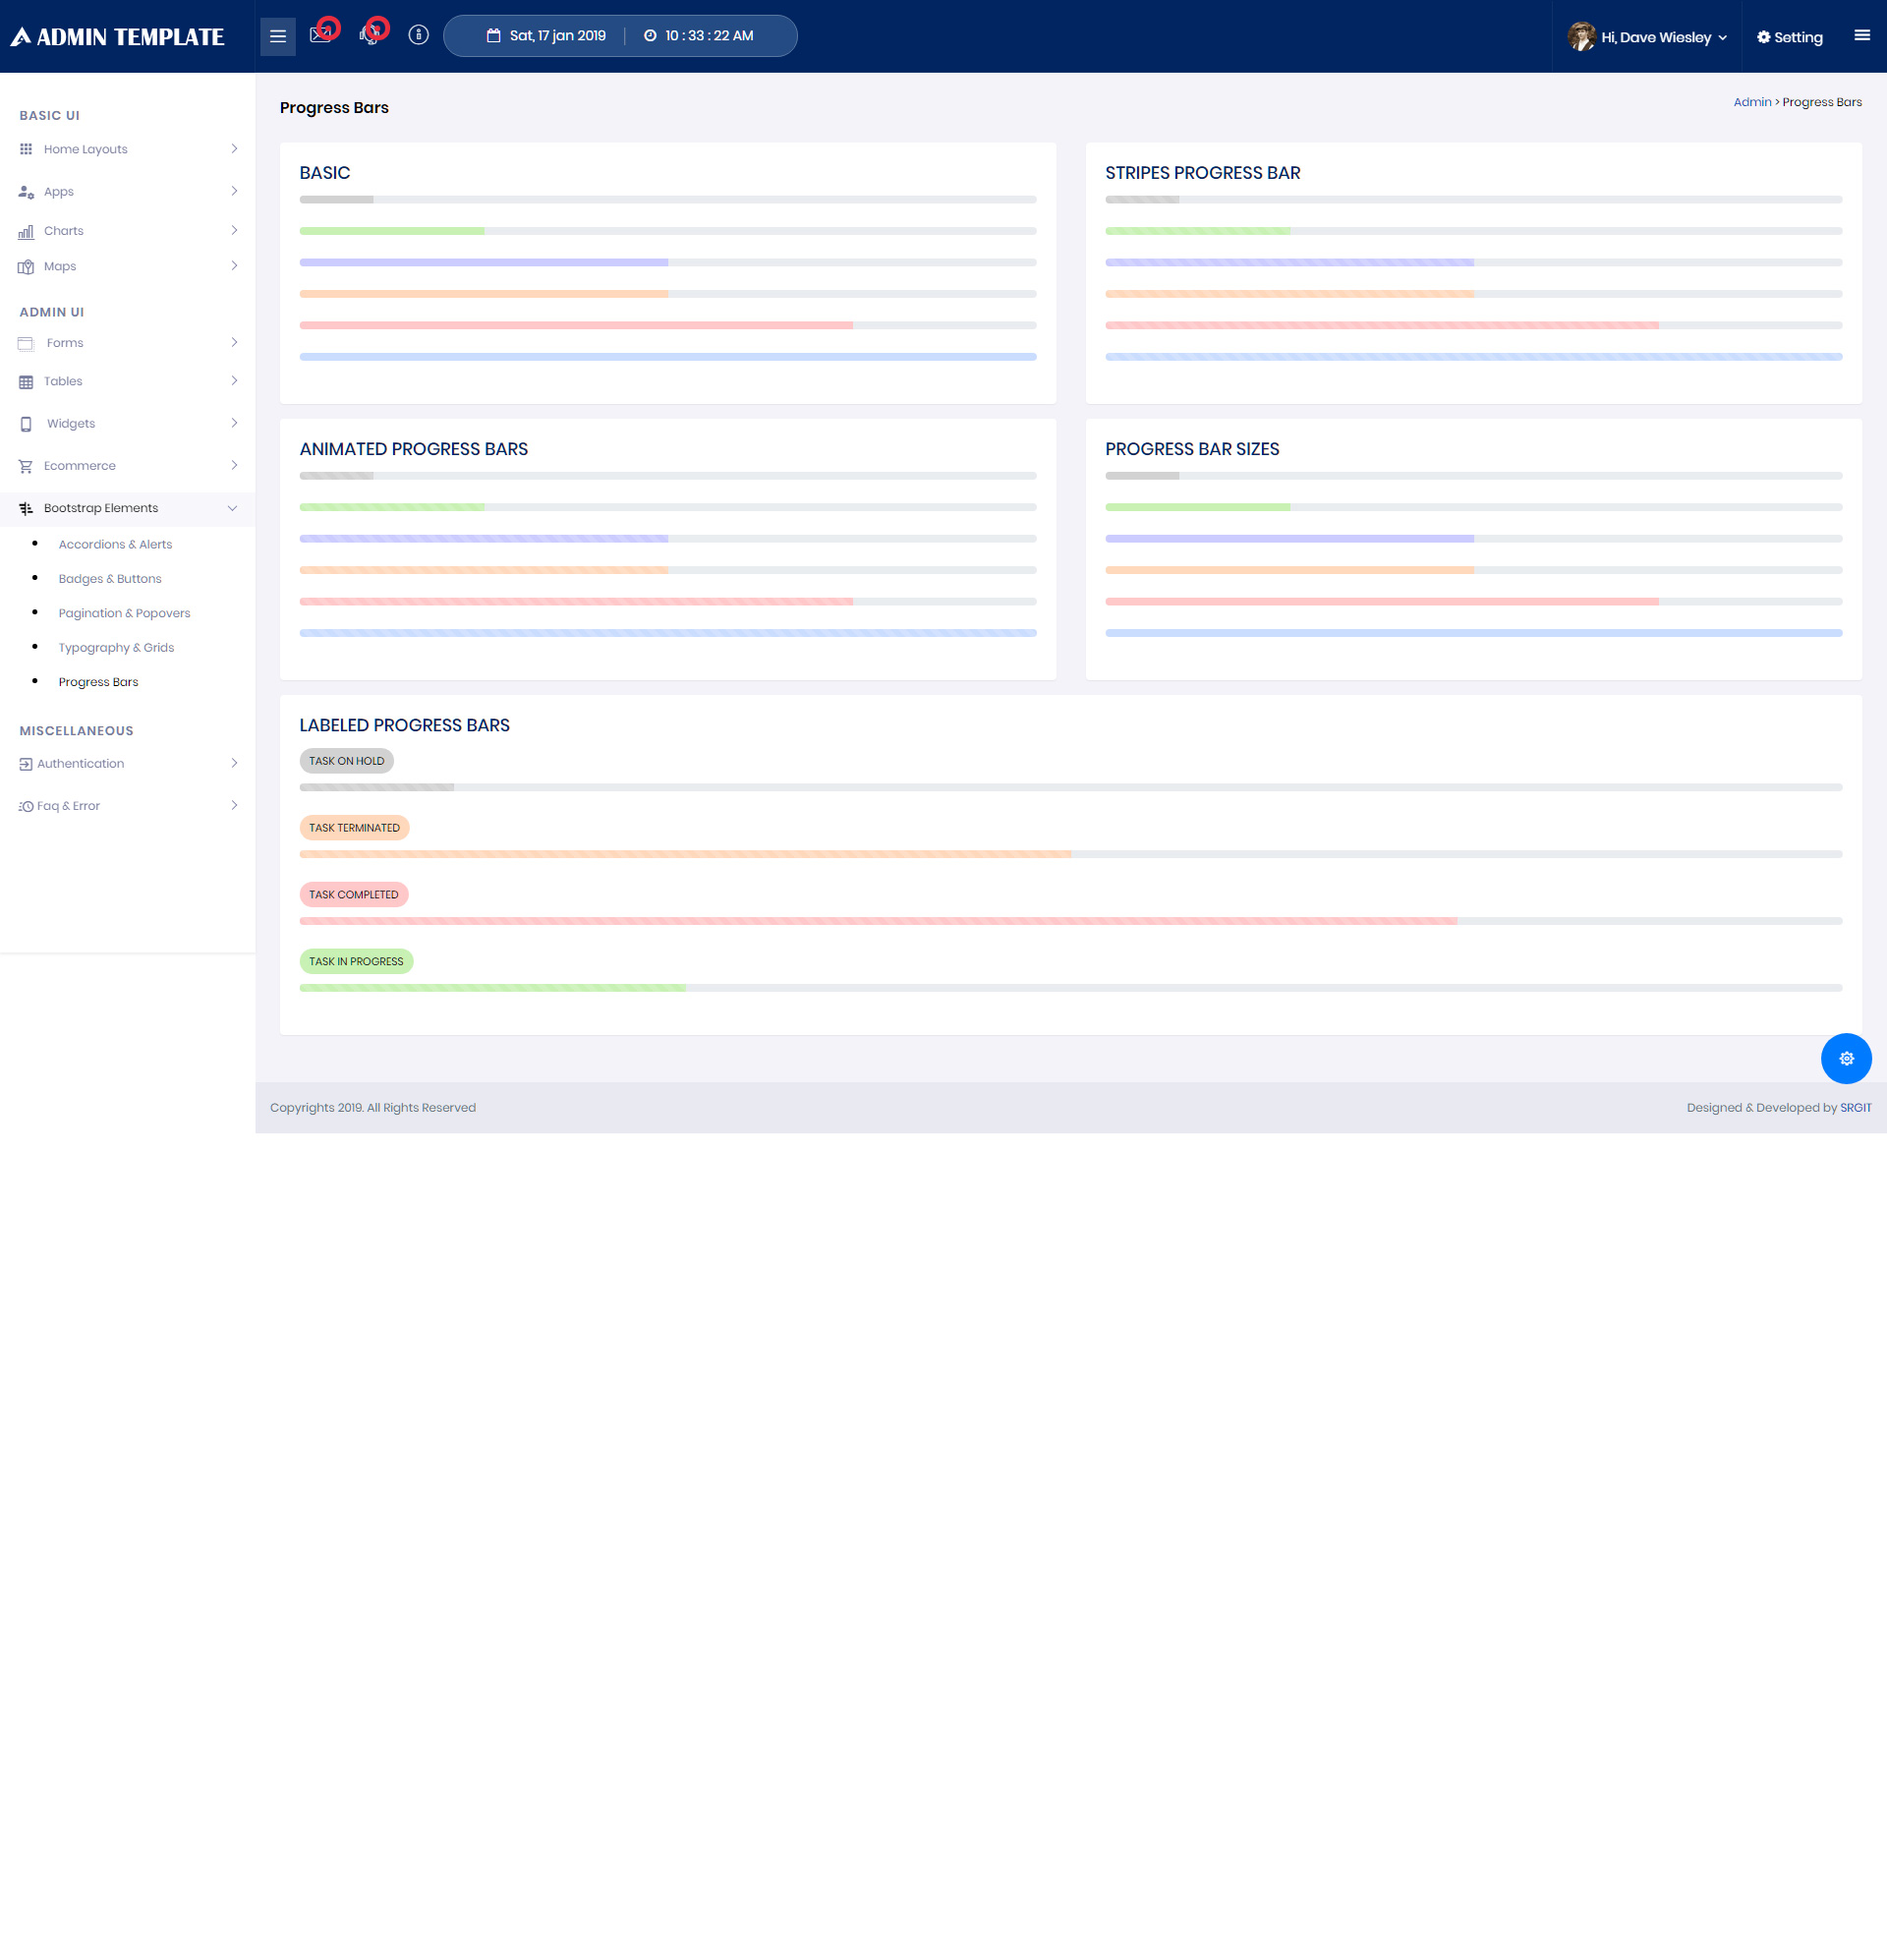 ADMIN TEMPLATE
Sat, 17 jan 2019
10 : 33 : 22 AM
Hi, Dave Wiesley
Setting
BASIC UI
Home Layouts
Apps
Charts
Maps
ADMIN UI
Forms
Tables
Widgets
Ecommerce
Bootstrap Elements
Accordions & Alerts
Badges & Buttons
Pagination & Popovers
Typography & Grids
Progress Bars
MISCELLANEOUS
Authentication
Faq & Error
Progress Bars
Admin > Progress Bars
BASIC
STRIPES PROGRESS BAR
ANIMATED PROGRESS BARS
PROGRESS BAR SIZES
LABELED PROGRESS BARS
TASK ON HOLD
TASK TERMINATED
TASK COMPLETED
TASK IN PROGRESS
Copyrights 2019. All Rights Reserved
Designed & Developed by SRGIT